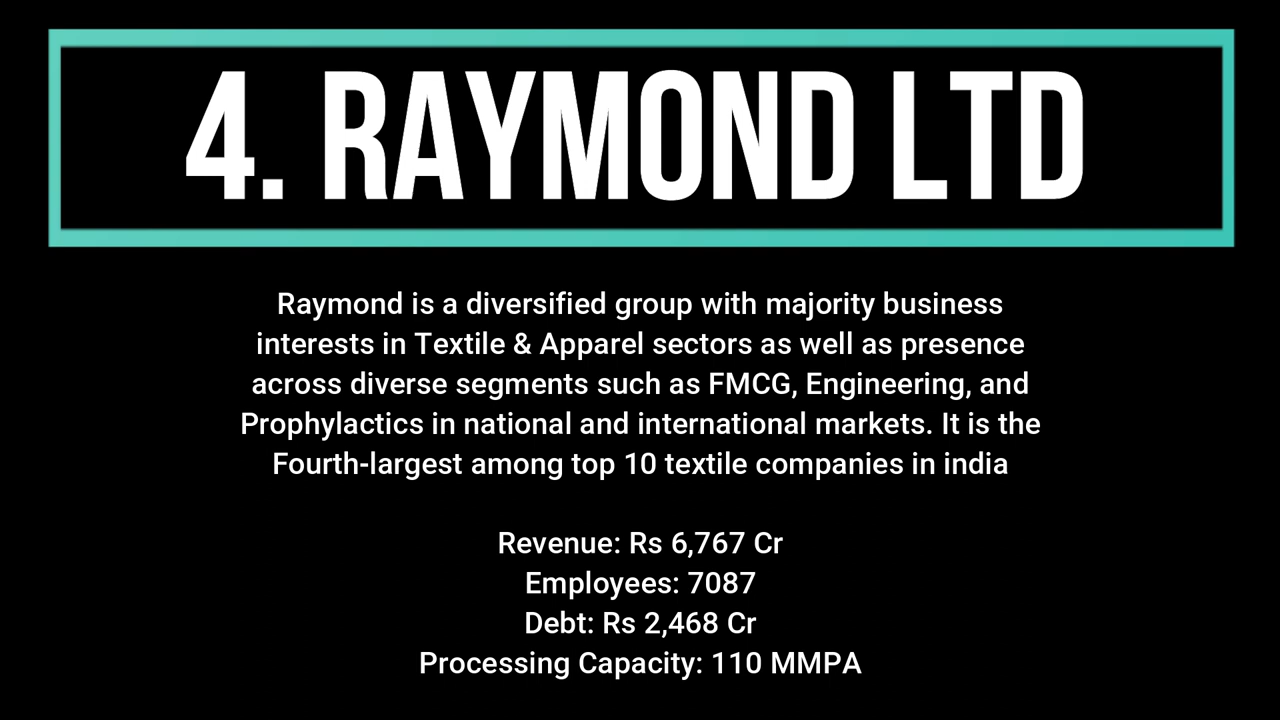 4. RAYMOND LTD
Raymond is a diversified group with majority business
interests in Textile & Apparel sectors as well as presence
across diverse segments such as FMCG, Engineering, and
Prophylactics in national and international markets. It is the
Fourth-largest among top 10 textile companies in india
Revenue: Rs 6,767 Cr
Employees: 7087
Debt: Rs 2,468 Cr
Processing Capacity: 110 MMPA